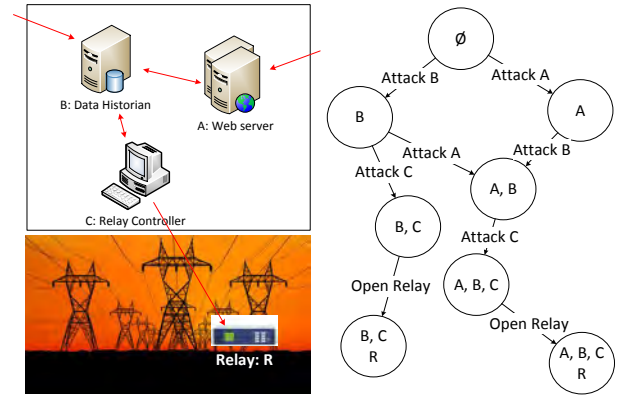 B: Data Historian
A: Web server
C: Relay Controller
Relay: R
Ø
Attack B
Attack A
B
A
Attack A
Attack B
Attack C
A, B
B, C
Attack C
Open Relay
A, B, C
Open Relay
B, C
R
A, B, C
R